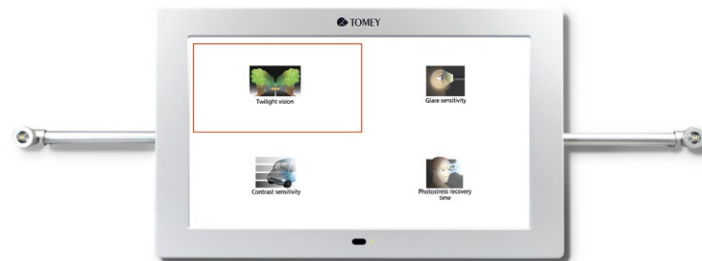 TOMEY
Twilight vision
Glare sensitivity
Contrast sensitivity
Photostress recovery
time